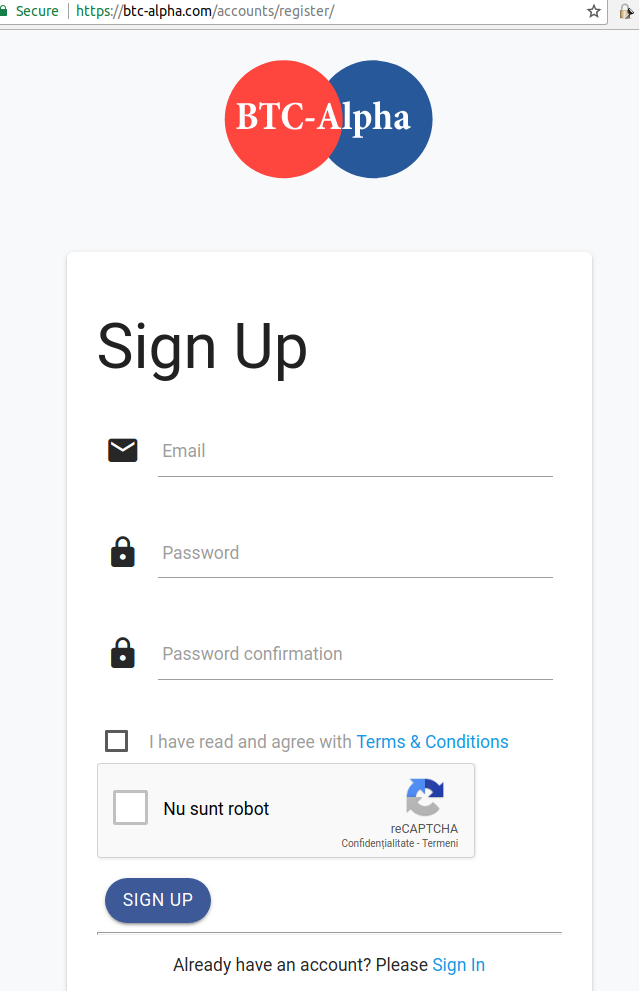 Secure https://btc-alpha.com/accounts/register/
BTC-Alpha
Sign Up
Email
Password
Password confirmation
I have read and agree with Terms & Conditions
Nu sunt robot
reCAPTCHA
Confidențialitate - Termeni
SIGN UP
Already have an account? Please Sign In